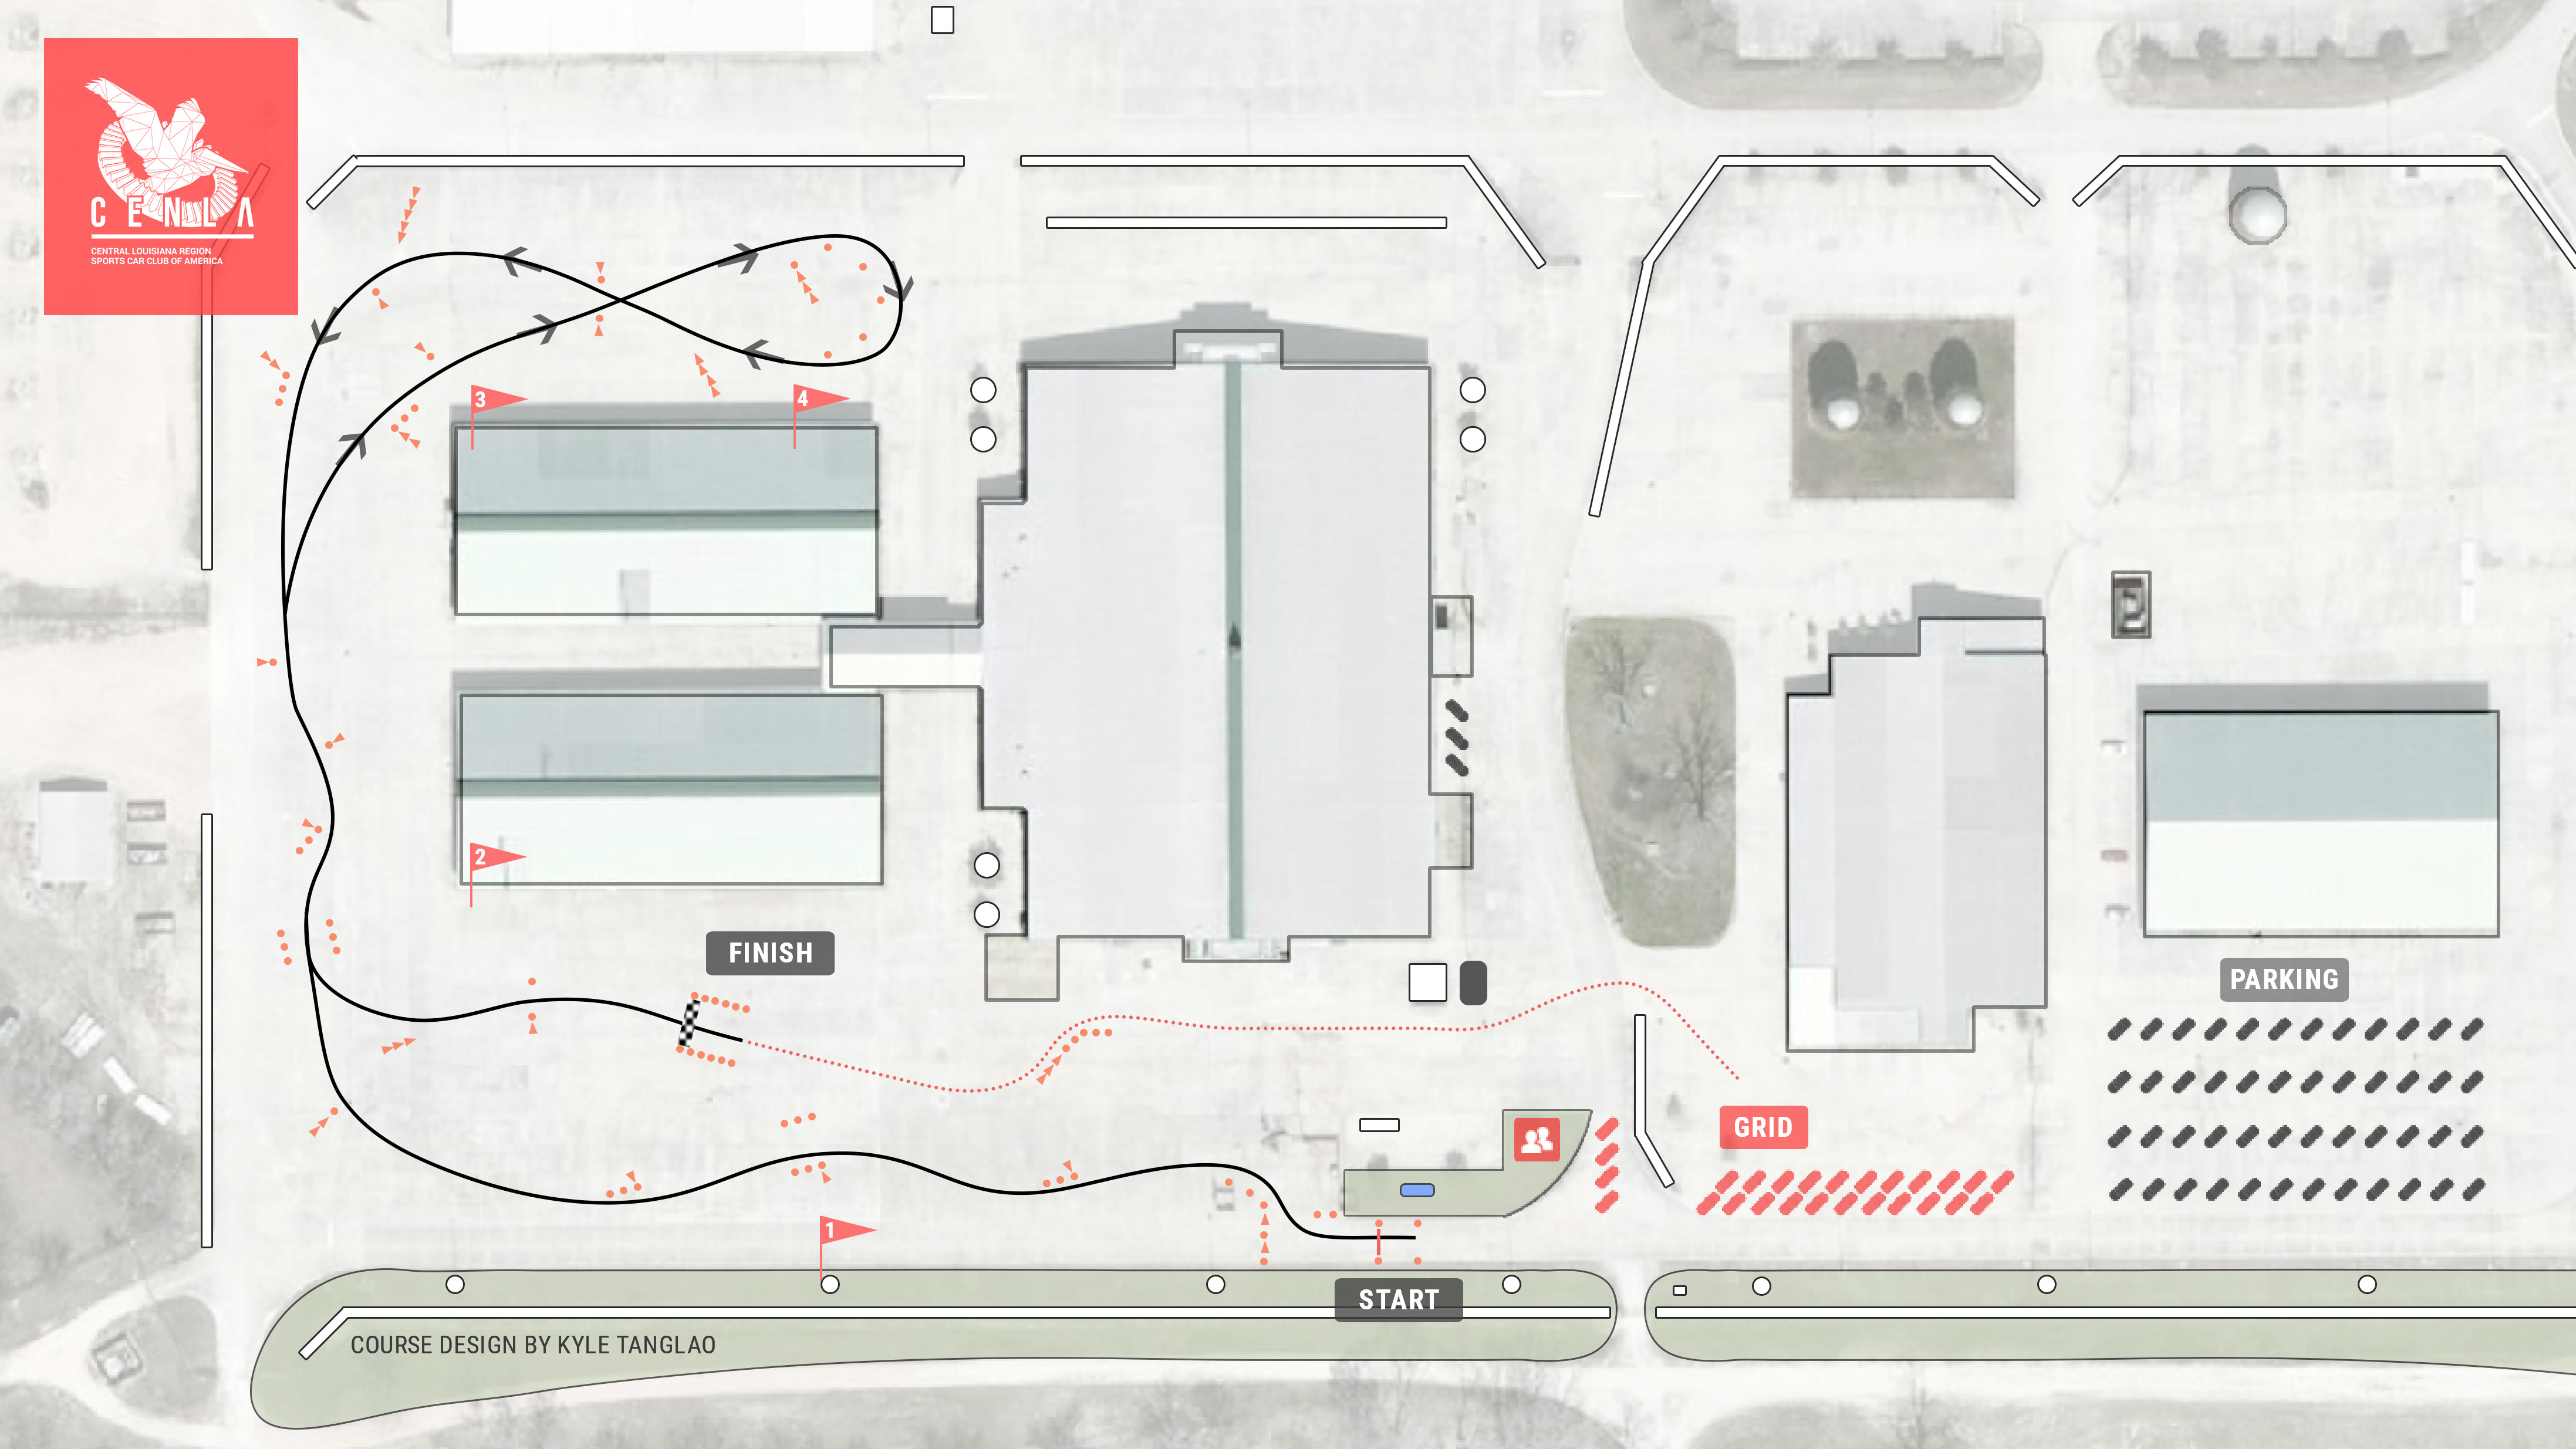 CENLA
CENTRAL LOUISIANA REGION
SPORTS CAR CLUB OF AMERICA
3
4
2
FINISH
PARKING
GRID
1
START
COURSE DESIGN BY KYLE TANGLAO